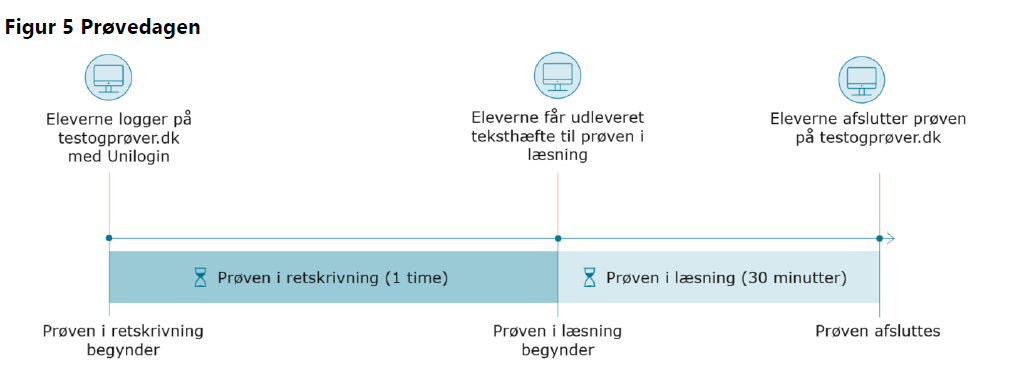 Figur 5 Prøvedagen
Eleverne logger på
testogprøver.dk
med Unilogin
Eleverne får udleveret
teksthæfte til prøven i
læsning
Eleverne afslutter prøven
på testogprøver.dk
Prøven i retskrivning (1 time)
Prøven i læsning (30 minutter)
Prøven i retskrivning
begynder
Prøven i læsning
begynder
Prøven afsluttes